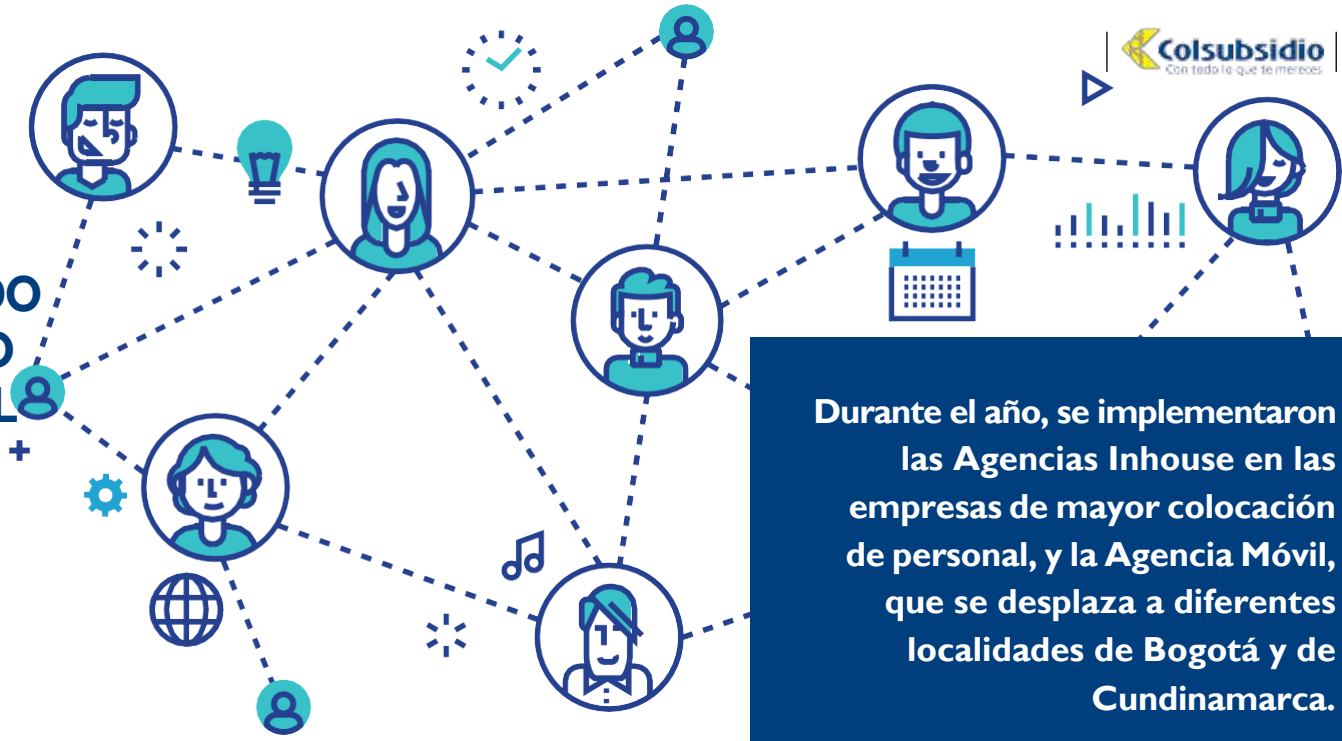 Colsubsidio
Con todo lo que te mereces
DO
O
L
Durante el año, se implementaron
las Agencias Inhouse en las
empresas de mayor colocación
de personal, y la Agencia Móvil,
que se desplaza a diferentes
localidades de Bogotá y de
Cundinamarca.